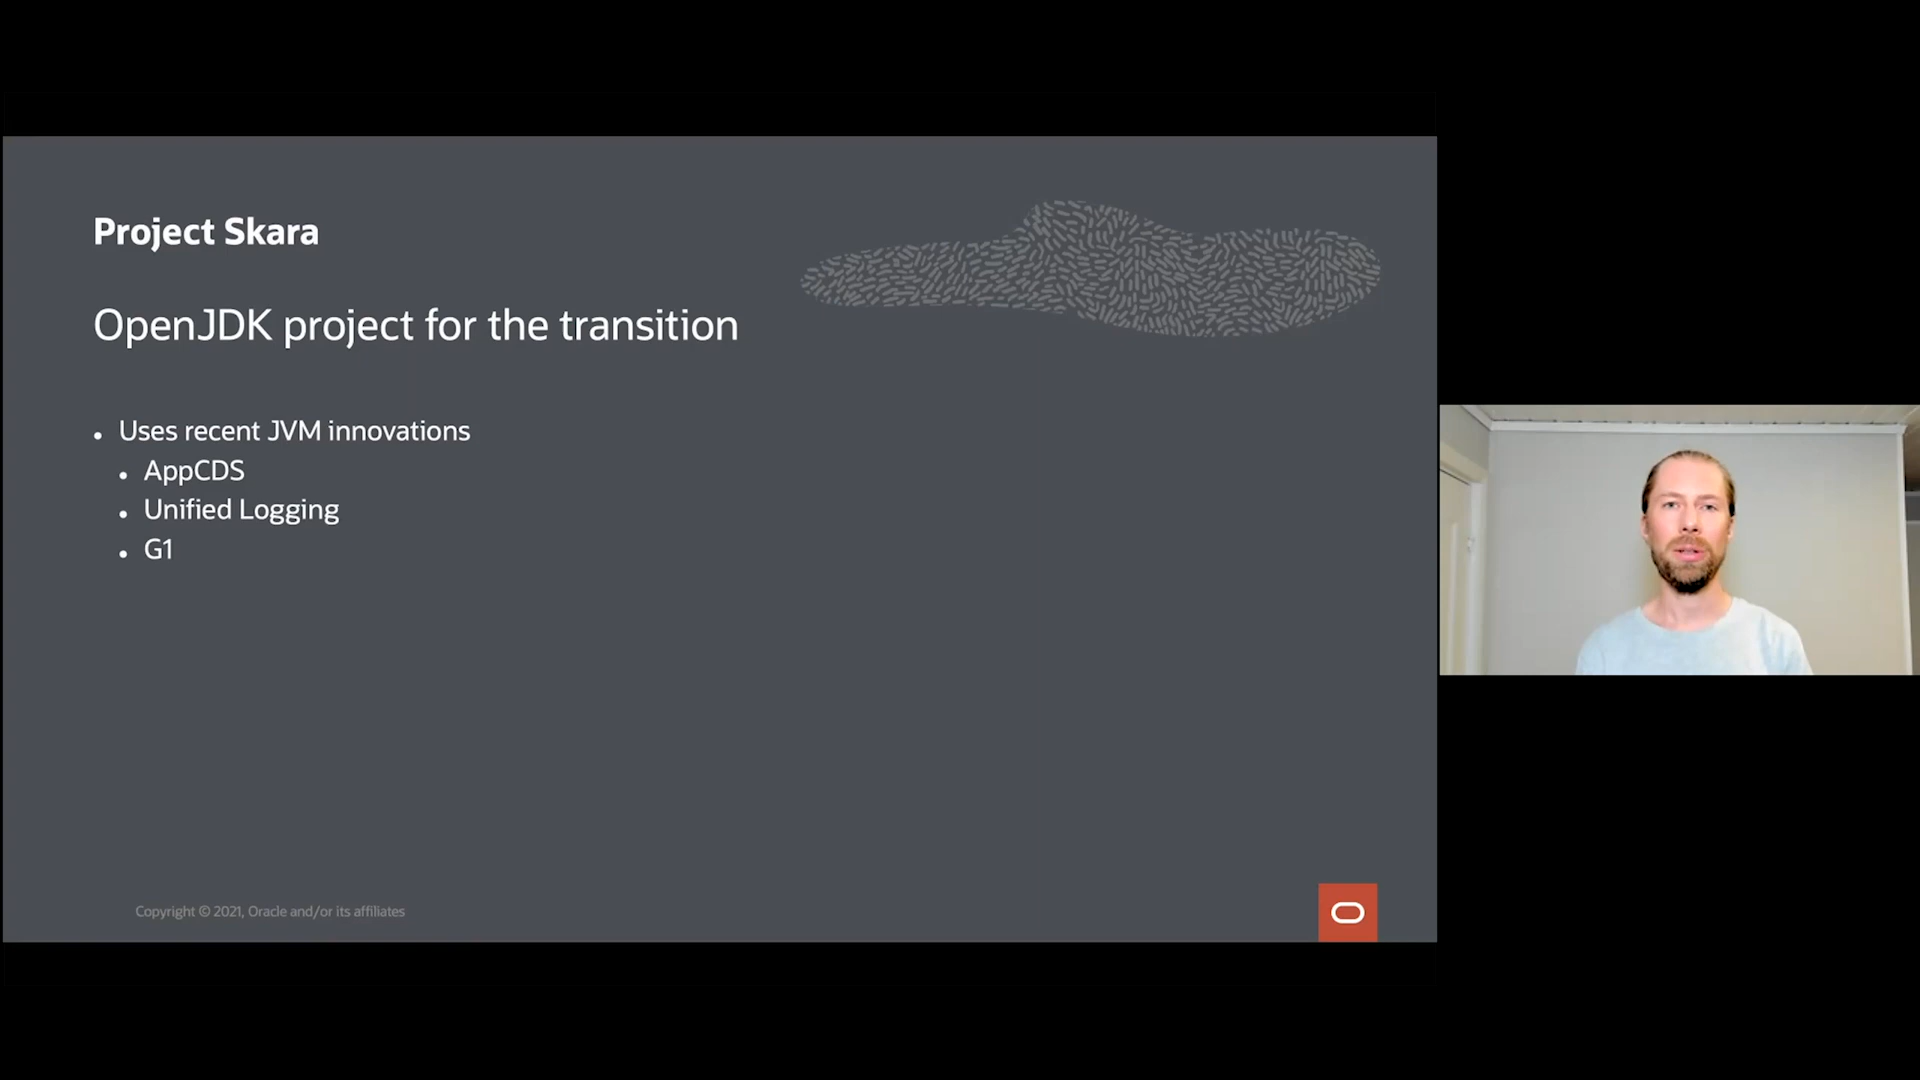 Project Skara
OpenJDK project for the transition
• Uses recent JVM innovations
• AppCDS
• Unified Logging
• G1
Copyright © 2021, Oracle and/or its affiliates